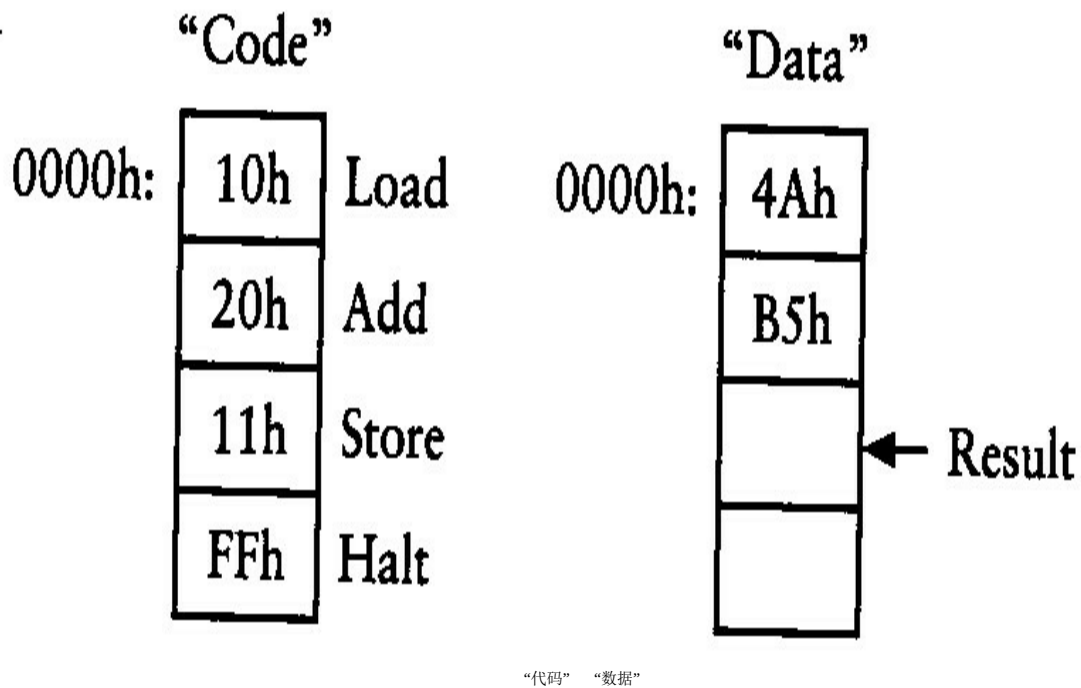 “Code”
0000h: 10h Load
20h Add
11h Store
FFh Halt
“Data”
0000h: 4Ah
B5h
Result
“代码” “数据”